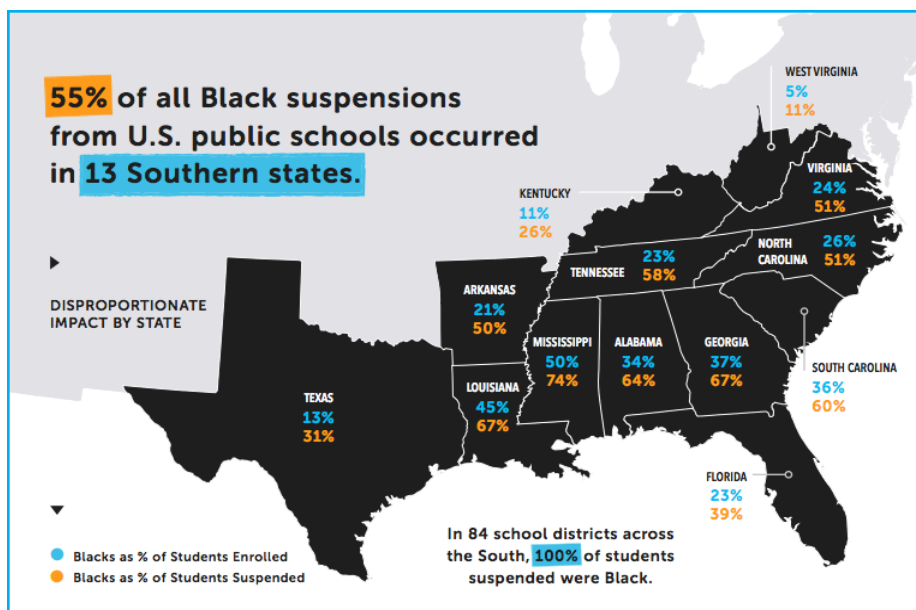 55% of all Black suspensions
from U.S. public schools occurred
in 13 Southern states.
DISPROPORTIONATE
IMPACT BY STATE
WEST VIRGINIA
5%
11%
VIRGINIA
24%
51%
KENTUCKY
11%
26%
NORTH
CAROLINA
26%
51%
TENNESSEE
23%
58%
ARKANSAS
21%
50%
MISSISSIPPI
50%
74%
ALABAMA
34%
64%
GEORGIA
37%
67%
SOUTH CAROLINA
36%
60%
TEXAS
13%
31%
LOUISIANA
45%
67%
FLORIDA
23%
39%
Blacks as % of Students Enrolled
Blacks as % of Students Suspended
In 84 school districts across
the South, 100% of students
suspended were Black.